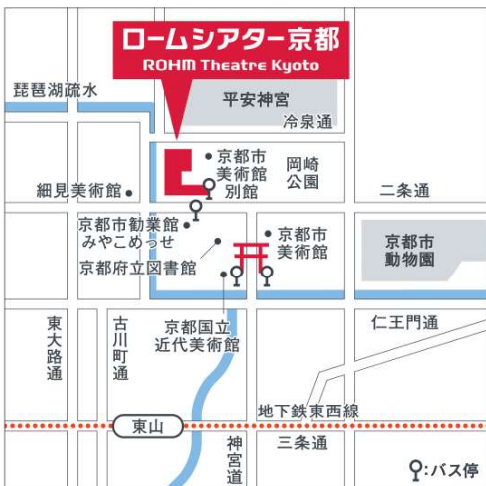 ロームシアター京都
ROHM Theatre Kyoto
琵琶湖疏水
平安神宮
冷泉通
京都市
美術館
別館
岡崎
公園
細見美術館
二条通
京都市勧業館
みやこめっせ
京都市
美術館
京都府立図書館
京都市
動物園
京都国立
近代美術館
東大路通
古川町通
仁王門通
地下鉄東西線
東山
三条通
神宮道
:バス停